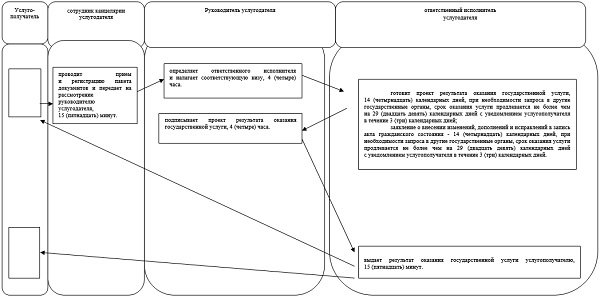 Услуго-
получатель
сотрудник канцелярии
услугодателя
Руководитель услугодателя
ответственный исполнитель
услугодателя
проводит прием
и регистрацию пакета
документов и передает на
рассмотрение
руководителю
услугодателя,
15 (пятнадцать) минут.
определяет ответственного исполнителя
и налагает соответствующую визу, 4 (четыре)
часа.
подписывает проект результата оказания
государственной услуги, 4 (четыре) часа.
готовит проект результата оказания государственной услуги,
14 (четырнадцать) календарных дней, при необходимости запроса в другие
государственные органы, срок оказания услуги продлевается не более чем
на 29 (двадцать девять) календарных дней с уведомлением услугополучателя
в течение 3 (три) календарных дней;
заявление о внесении изменений, дополнений и исправлений в запись
акта гражданского состояния - 14 (четырнадцать) календарных дней, при
необходимости запроса в другие государственные органы, срок оказания услуги
продлевается не более чем на 29 (двадцать девять) календарных дней
с уведомлением услугополучателя в течение 3 (три) календарных дней.
выдает результат оказания государственной услуги услугополучателю,
15 (пятнадцать) минут.